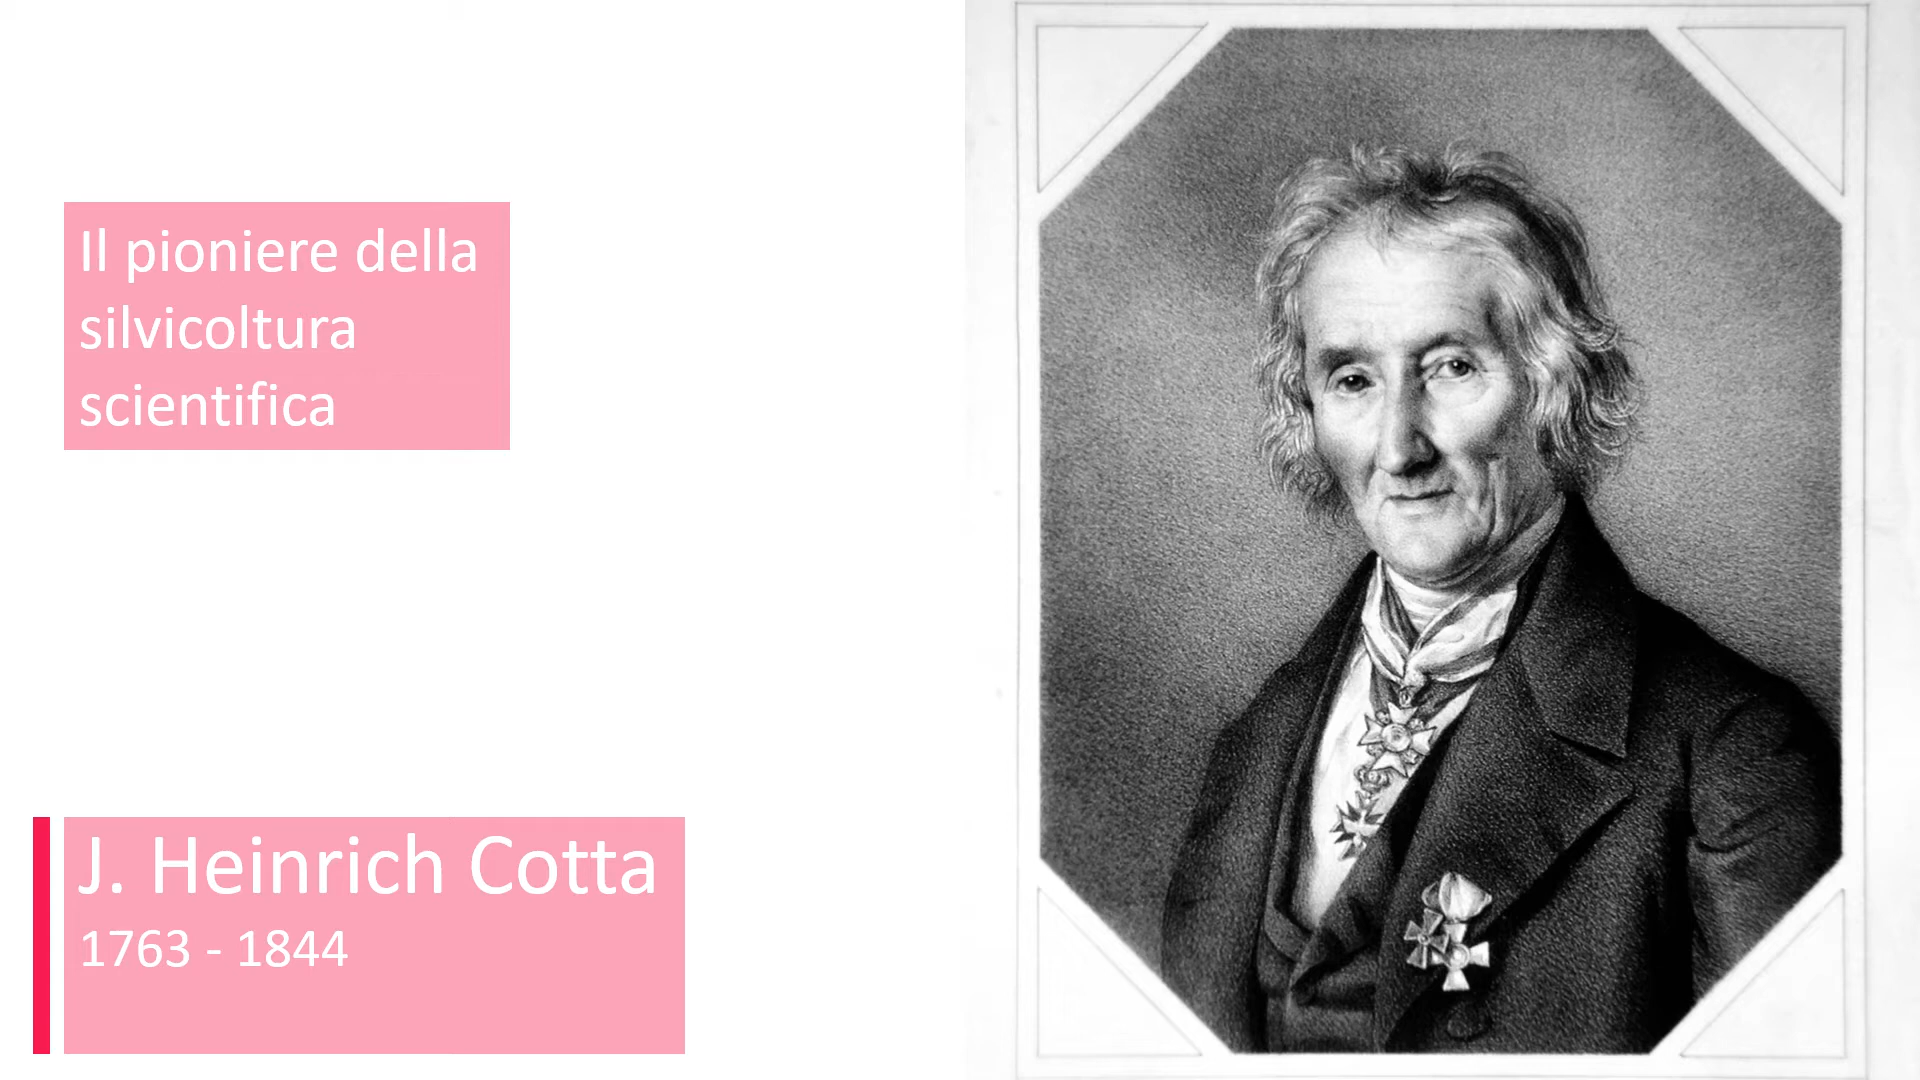 Il pioniere della
silvicoltura
scientifica
J. Heinrich Cotta
1763 - 1844